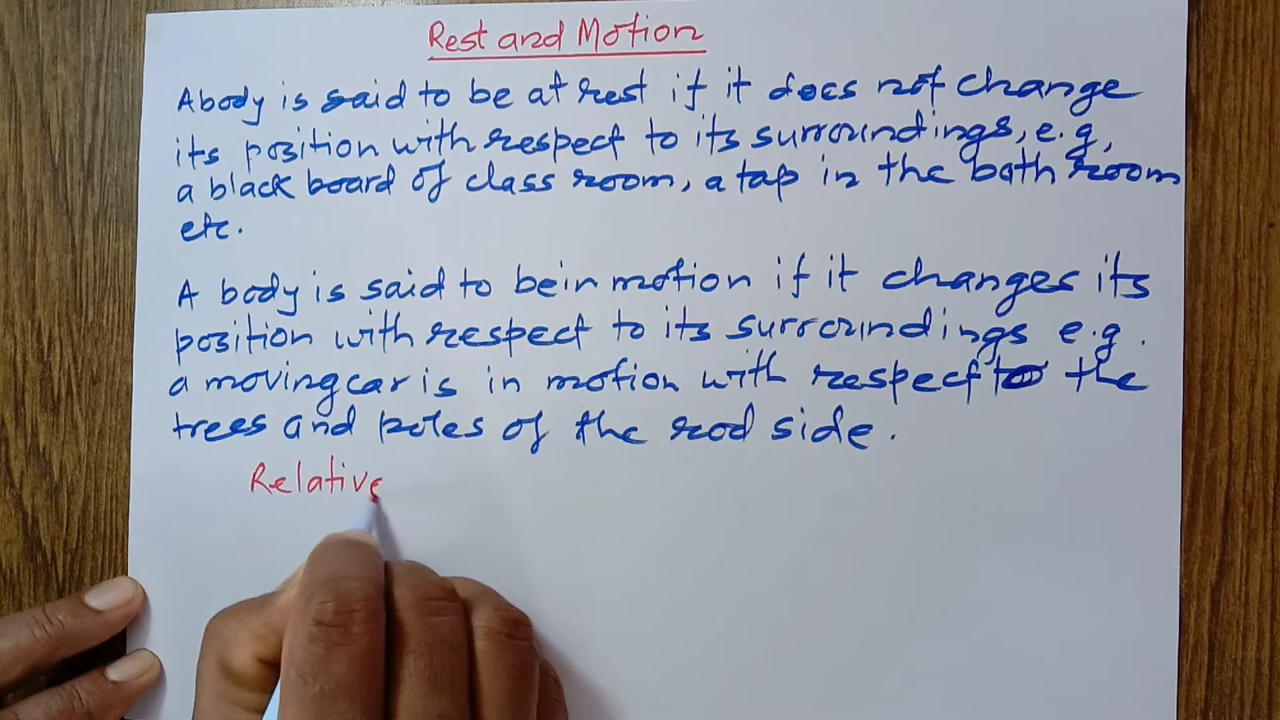 Rest and Motion
A body is said to be at rest if it does not change
its position with respect to its surroundings, e.g,
a black board of class room, a tap in the bath room
etc.
A body is said to be in motion if it changes its
position with respect to its surroundings e.g.
a moving car is in motion with respect to the
trees and poles of the rod side.
Relative